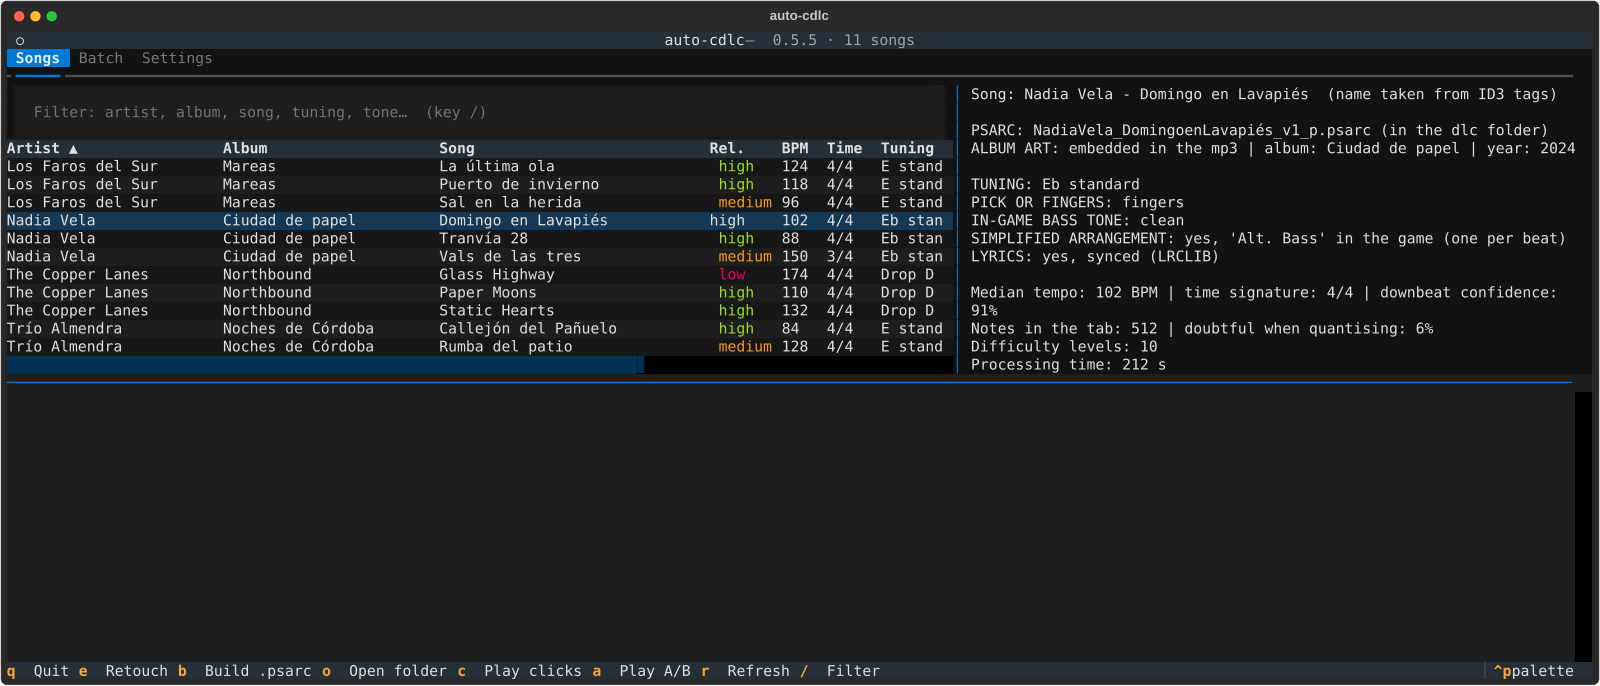 auto-cdlc
auto-cdlc— 0.5.5 · 11 songs
Songs Batch Settings
Filter: artist, album, song, tuning, tone… (key /)
Artist ▲ Album Song Rel. BPM Time Tuning
Los Faros del Sur Mareas La última ola high 124 4/4 E stand
Los Faros del Sur Mareas Puerto de invierno high 118 4/4 E stand
Los Faros del Sur Mareas Sal en la herida medium 96 4/4 E stand
Nadia Vela Ciudad de papel Domingo en Lavapiés high 102 4/4 Eb stan
Nadia Vela Ciudad de papel Tranvía 28 high 88 4/4 Eb stan
Nadia Vela Ciudad de papel Vals de las tres medium 150 3/4 Eb stan
The Copper Lanes Northbound Glass Highway low 174 4/4 Drop D
The Copper Lanes Northbound Paper Moons high 110 4/4 Drop D
The Copper Lanes Northbound Static Hearts high 132 4/4 Drop D
Trío Almendra Noches de Córdoba Callejón del Pañuelo high 84 4/4 E stand
Trío Almendra Noches de Córdoba Rumba del patio medium 128 4/4 E stand
Song: Nadia Vela - Domingo en Lavapiés (name taken from ID3 tags)
PSARC: NadiaVela_DomingoenLavapiés_v1_p.psarc (in the dlc folder)
ALBUM ART: embedded in the mp3 | album: Ciudad de papel | year: 2024
TUNING: Eb standard
PICK OR FINGERS: fingers
IN-GAME BASS TONE: clean
SIMPLIFIED ARRANGEMENT: yes, 'Alt. Bass' in the game (one per beat)
LYRICS: yes, synced (LRCLIB)
Median tempo: 102 BPM | time signature: 4/4 | downbeat confidence:
91%
Notes in the tab: 512 | doubtful when quantising: 6%
Difficulty levels: 10
Processing time: 212 s
q Quit e Retouch b Build .psarc o Open folder c Play clicks a Play A/B r Refresh / Filter ^p palette